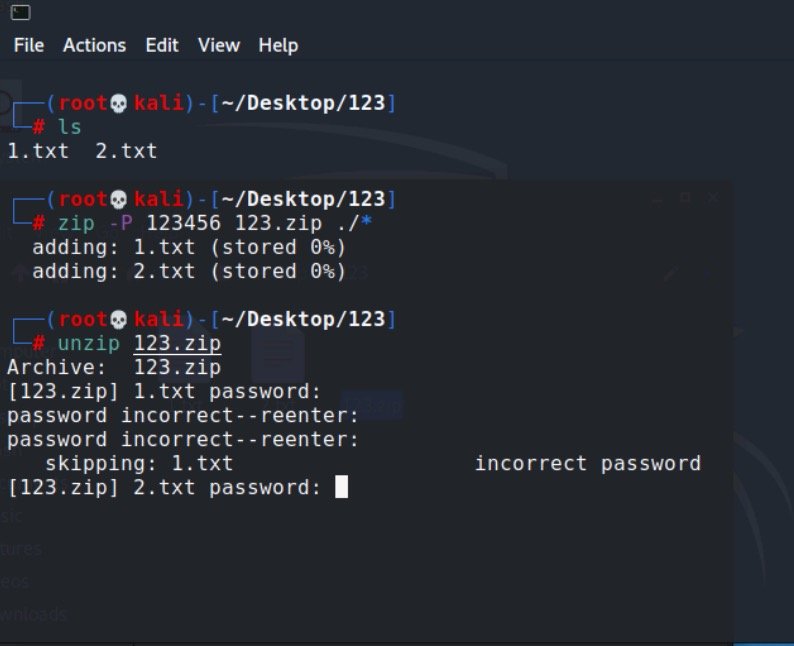 File Actions Edit View Help
┌──(root💀kali)-[~/Desktop/123]
└─# ls
1.txt  2.txt
┌──(root💀kali)-[~/Desktop/123]
└─# zip -P 123456 123.zip ./*
  adding: 1.txt (stored 0%)
  adding: 2.txt (stored 0%)
┌──(root💀kali)-[~/Desktop/123]
└─# unzip 123.zip
Archive:  123.zip
[123.zip] 1.txt password:
password incorrect--reenter:
password incorrect--reenter:
   skipping: 1.txt                   incorrect password
[123.zip] 2.txt password: